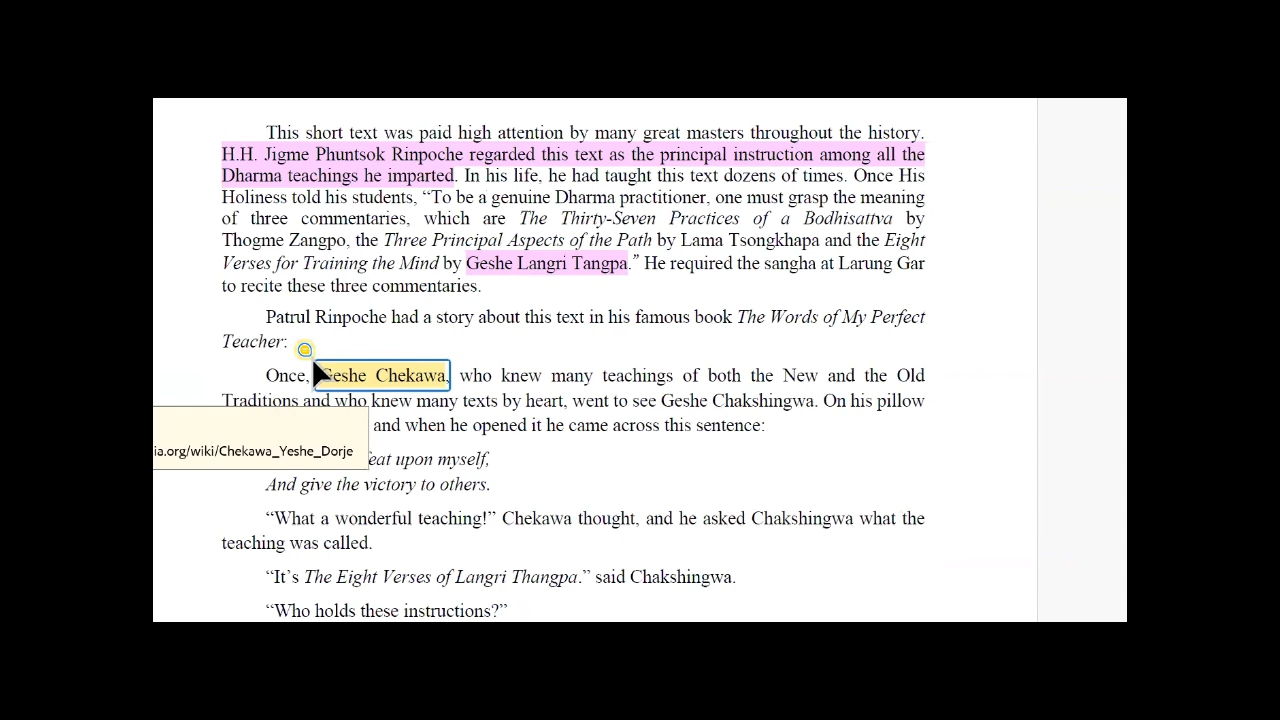 This short text was paid high attention by many great masters throughout the history.
H.H. Jigme Phuntsok Rinpoche regarded this text as the principal instruction among all the
Dharma teachings he imparted. In his life, he had taught this text dozens of times. Once His
Holiness told his students, “To be a genuine Dharma practitioner, one must grasp the meaning
of three commentaries, which are The Thirty-Seven Practices of a Bodhisattva by
Thogme Zangpo, the Three Principal Aspects of the Path by Lama Tsongkhapa and the Eight
Verses for Training the Mind by Geshe Langri Tangpa.” He required the sangha at Larung Gar
to recite these three commentaries.
Patrul Rinpoche had a story about this text in his famous book The Words of My Perfect
Teacher:
Once, Geshe Chekawa, who knew many teachings of both the New and the Old
Traditions and who knew many texts by heart, went to see Geshe Chakshingwa. On his pillow
and when he opened it he came across this sentence:
ia.org/wiki/Chekawa_Yeshe_Dorje
eat upon myself,
And give the victory to others.
“What a wonderful teaching!” Chekawa thought, and he asked Chakshingwa what the
teaching was called.
“It’s The Eight Verses of Langri Thangpa.” said Chakshingwa.
“Who holds these instructions?”